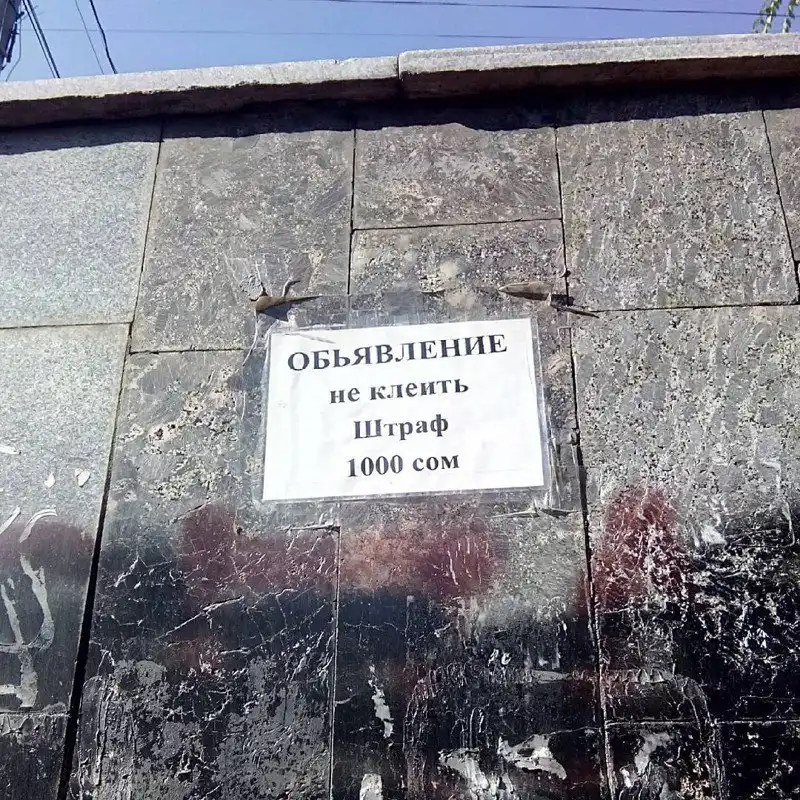 ОБЬЯВЛЕНИЕ
не клеить
Штраф
1000 сом